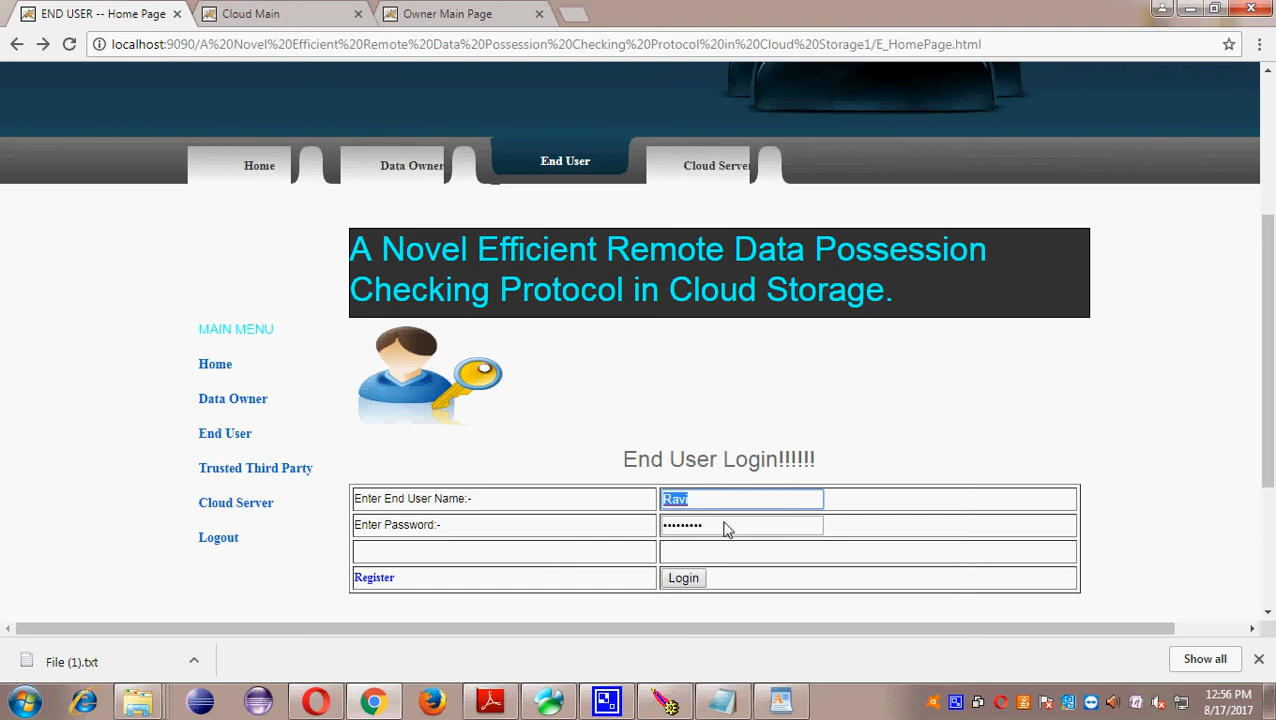 END USER -- Home Page
Cloud Main
Owner Main Page
localhost:9090/A%20Novel%20Efficient%20Remote%20Data%20Possession%20Checking%20Protocol%20in%20Cloud%20Storage1/E_HomePage.html
Home
Data Owner
End User
Cloud Server
A Novel Efficient Remote Data Possession
Checking Protocol in Cloud Storage.
MAIN MENU
Home
Data Owner
End User
Trusted Third Party
Cloud Server
Logout
End User Login!!!!!!
Enter End User Name:-
Ravi
Enter Password:-
•••••••••
Register
Login
File (1).txt
Show all
12:56 PM
8/17/2017